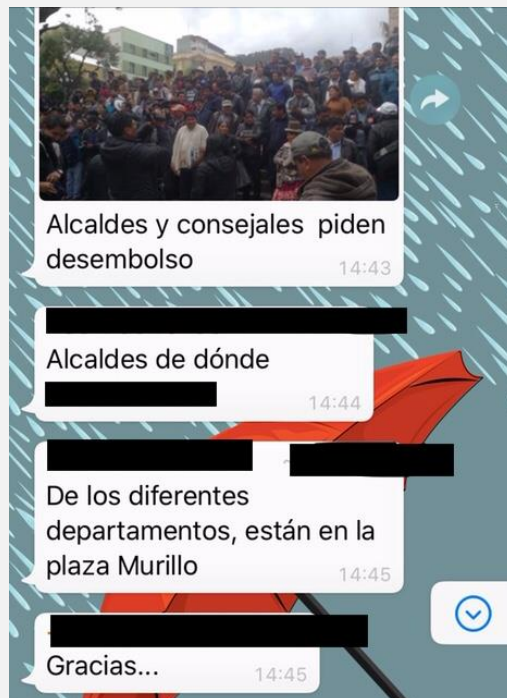 Alcaldes y consejales piden
desembolso
14:43
Alcaldes de dónde
14:44
De los diferentes
departamentos, están en la
plaza Murillo
14:45
Gracias...
14:45